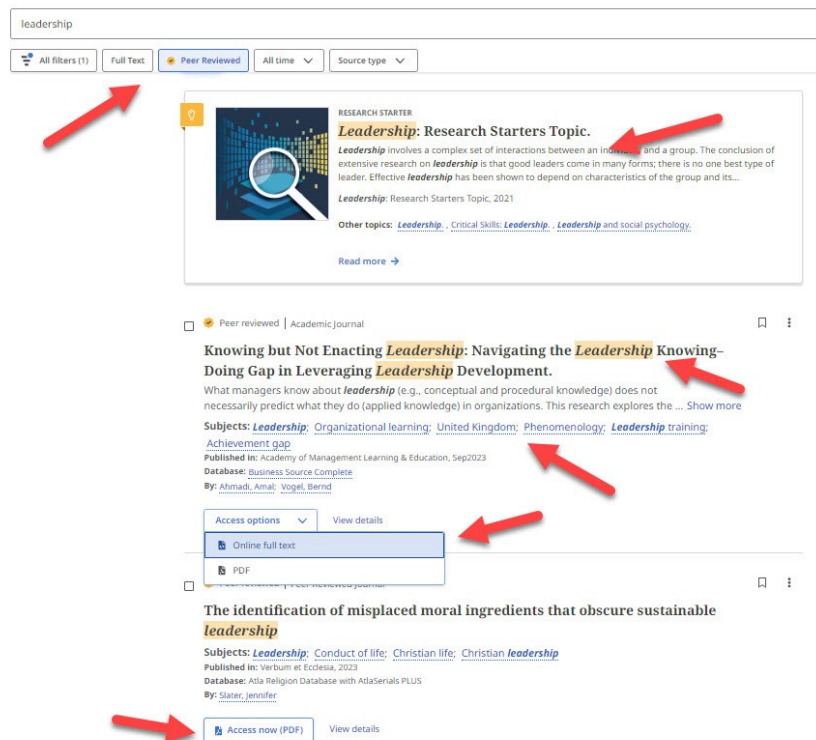 leadership
All filters (1) Full Text Peer Reviewed All time Source type
RESEARCH STARTER
Leadership: Research Starters Topic.
Leadership involves a complex set of interactions between an and a group. The conclusion of
extensive research on leadership is that good leaders come in many forms; there is no one best type of
leader. Effective leadership has been shown to depend on characteristics of the group and its...
Leadership: Research Starters Topic, 2021
Other topics: Leadership. , Critical Skills: Leadership. , Leadership and social psychology.
Read more →
Peer reviewed | Academic Journal
Knowing but Not Enacting Leadership: Navigating the Leadership Knowing–
Doing Gap in Leveraging Leadership Development.
What managers know about leadership (e.g., conceptual and procedural knowledge) does not
necessarily predict what they do (applied knowledge) in organizations. This research explores the ... Show more
Subjects: Leadership; Organizational learning; United Kingdom; Phenomenology; Leadership training;
Achievement gap
Published in: Academy of Management Learning & Education, Sep2023
Database: Business Source Complete
By: Ahmadi, Amal; Vogel, Bernd
Access options View details
Online full text
PDF
The identification of misplaced moral ingredients that obscure sustainable
leadership
Subjects: Leadership; Conduct of life; Christian life; Christian leadership
Published in: Verbum et Ecclesia, 2023
Database: Atla Religion Database with AtlaSerials PLUS
By: Slater, Jennifer
Access now (PDF) View details